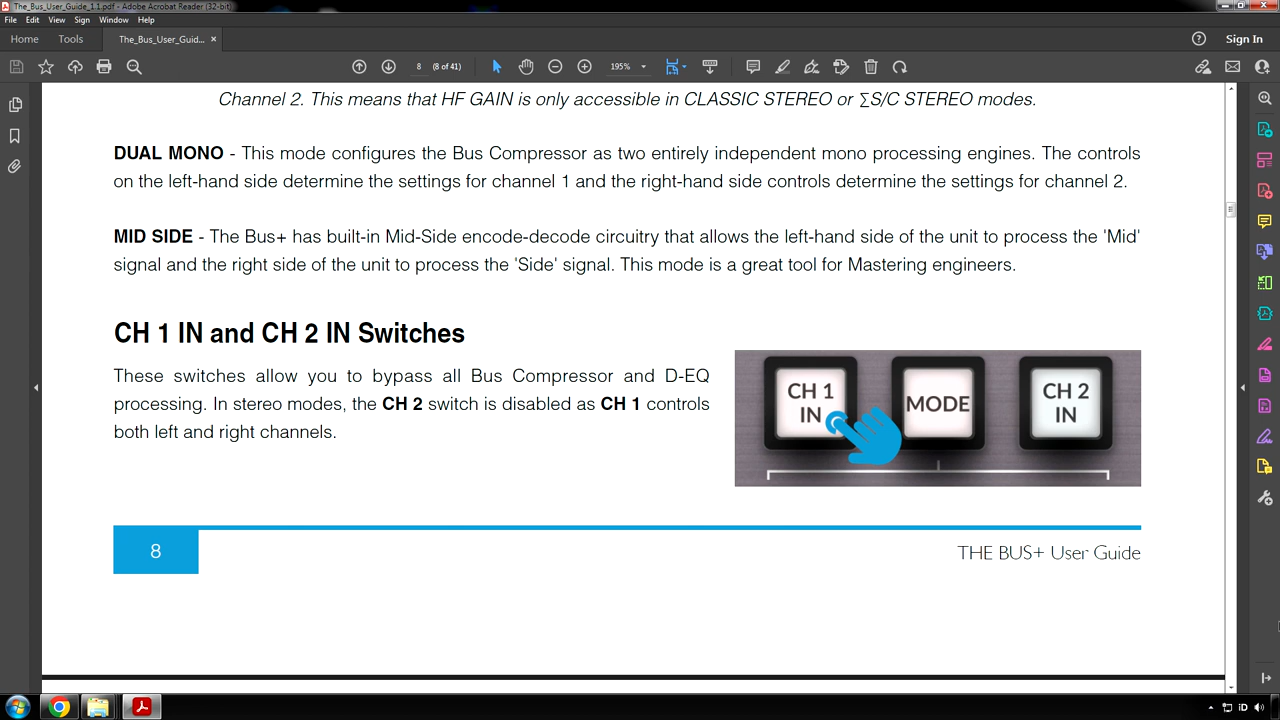 The_Bus_User_Guide_1.1.pdf - Adobe Acrobat Reader (32-bit)
File Edit View Sign Window Help
Home Tools The_Bus_User_Guid... × Sign In
8 (8 of 41) 195%
Channel 2. This means that HF GAIN is only accessible in CLASSIC STEREO or ∑S/C STEREO modes.
DUAL MONO - This mode configures the Bus Compressor as two entirely independent mono processing engines. The controls
on the left-hand side determine the settings for channel 1 and the right-hand side controls determine the settings for channel 2.
MID SIDE - The Bus+ has built-in Mid-Side encode-decode circuitry that allows the left-hand side of the unit to process the 'Mid'
signal and the right side of the unit to process the 'Side' signal. This mode is a great tool for Mastering engineers.
CH 1 IN and CH 2 IN Switches
These switches allow you to bypass all Bus Compressor and D-EQ
processing. In stereo modes, the CH 2 switch is disabled as CH 1 controls
both left and right channels.
CH 1
IN
MODE
CH 2
IN
8
THE BUS+ User Guide
iD